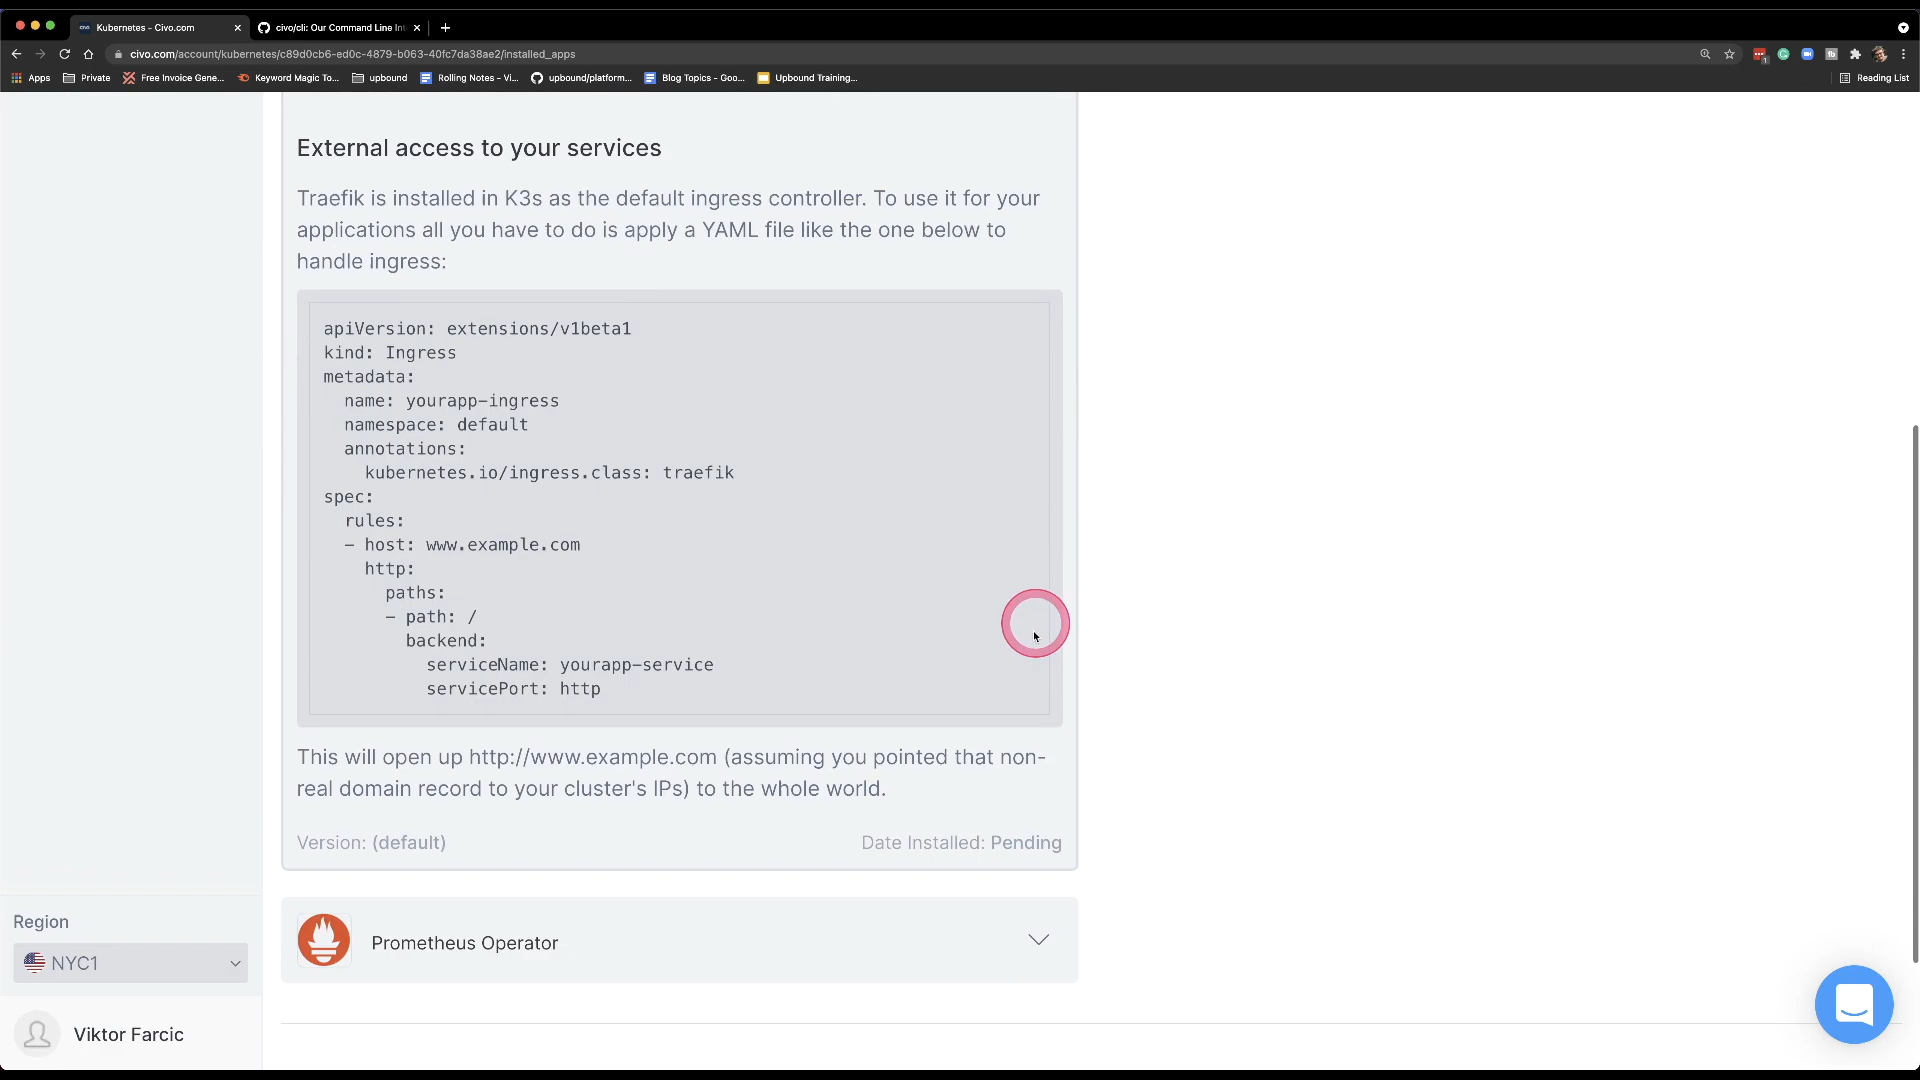 Kubernetes - Civo.com
civo/cli: Our Command Line Int
civo.com/account/kubernetes/c89d0cb6-ed0c-4879-b063-40fc7da38ae2/installed_apps
Apps
Private
Free Invoice Gene...
Keyword Magic To...
upbound
Rolling Notes - Vi...
upbound/platform...
Blog Topics - Goo...
Upbound Training...
Reading List
External access to your services
Traefik is installed in K3s as the default ingress controller. To use it for your
applications all you have to do is apply a YAML file like the one below to
handle ingress:
apiVersion: extensions/v1beta1
kind: Ingress
metadata:
  name: yourapp-ingress
  namespace: default
  annotations:
    kubernetes.io/ingress.class: traefik
spec:
  rules:
  - host: www.example.com
    http:
      paths:
      - path: /
        backend:
          serviceName: yourapp-service
          servicePort: http
This will open up http://www.example.com (assuming you pointed that non-
real domain record to your cluster's IPs) to the whole world.
Version: (default)
Date Installed: Pending
Prometheus Operator
Region
NYC1
Viktor Farcic